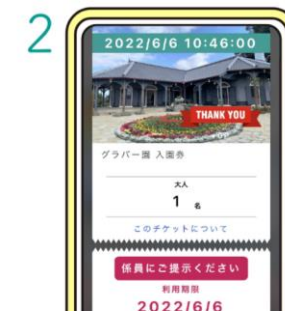 2
2022/6/6 10:46:00
THANK YOU
グラバー園 入園券
大人
1 名
このチケットについて
係員にご提示ください
利用期限
2022/6/6